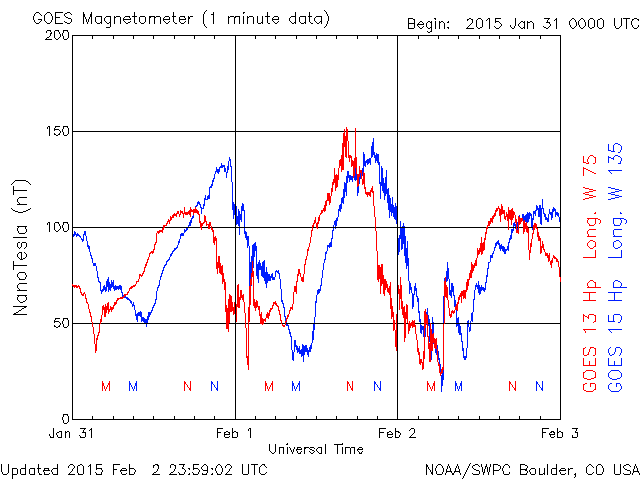 GOES Magnetometer (1 minute data)
Begin: 2015 Jan 31 0000 UTC
200
150
100
50
0
NanoTesla (nT)
M M N N M M N N M M N N
Jan 31 Feb 1 Feb 2 Feb 3
Universal Time
GOES 13 Hp Long. W 75
GOES 15 Hp Long. W 135
Updated 2015 Feb 2 23:59:02 UTC
NOAA/SWPC Boulder, CO USA